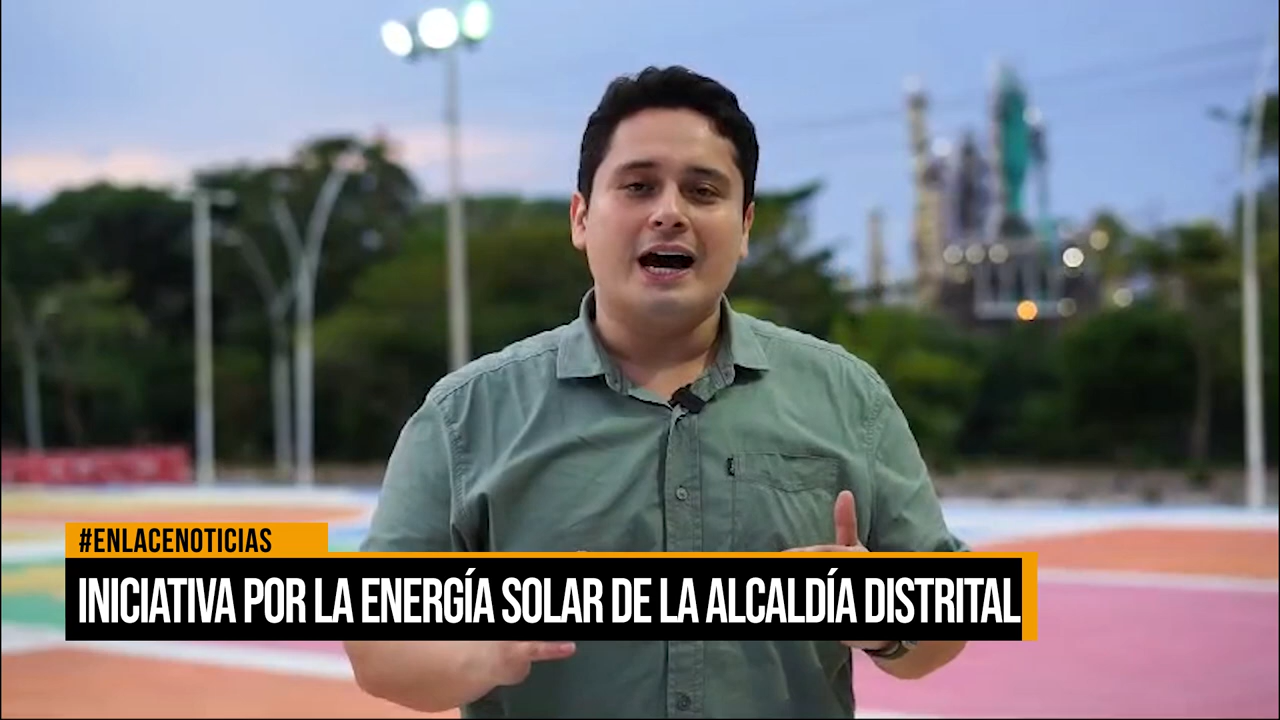 #ENLACENOTICIAS
INICIATIVA POR LA ENERGÍA SOLAR DE LA ALCALDÍA DISTRITAL